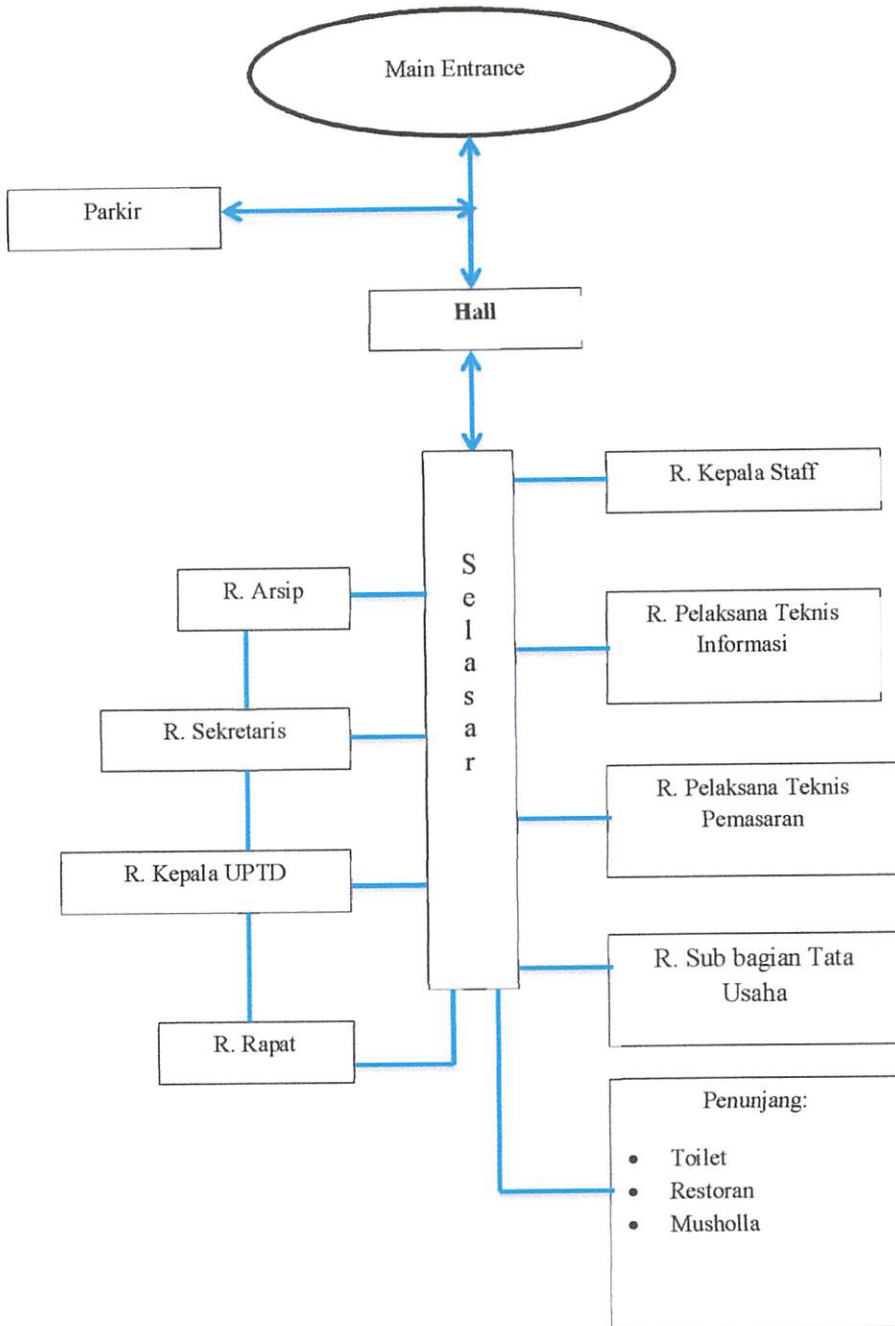 Main Entrance
Parkir
Hall
Selasar
R. Kepala Staff
R. Arsip
R. Pelaksana Teknis
Informasi
R. Sekretaris
R. Pelaksana Teknis
Pemasaran
R. Kepala UPTD
R. Sub bagian Tata
Usaha
R. Rapat
Penunjang:
• Toilet
• Restoran
• Musholla